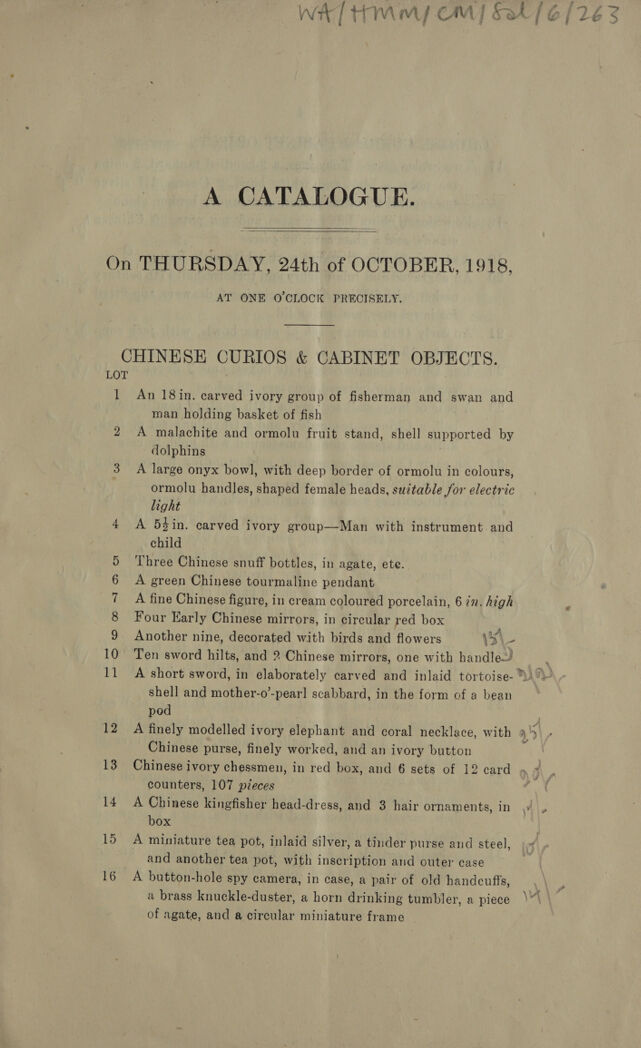 WA/HMM/CM/Sal/6/263
A CATALOGUE.
On THURSDAY, 24th of OCTOBER, 1918,
AT ONE O'CLOCK PRECISELY.
CHINESE CURIOS & CABINET OBJECTS.
LOT
1 An 18in. carved ivory group of fisherman and swan and
man holding basket of fish
2 A malachite and ormolu fruit stand, shell supported by
dolphins
3 A large onyx bowl, with deep border of ormolu in colours,
ormolu handles, shaped female heads, suitable for electric
light
4 A 5½in. carved ivory group—Man with instrument and
child
5 Three Chinese snuff bottles, in agate, etc.
6 A green Chinese tourmaline pendant
7 A fine Chinese figure, in cream coloured porcelain, 6 in. high
8 Four Early Chinese mirrors, in circular red box
9 Another nine, decorated with birds and flowers
10 Ten sword hilts, and 2 Chinese mirrors, one with handle
11 A short sword, in elaborately carved and inlaid tortoise-
shell and mother-o'-pearl scabbard, in the form of a bean
pod
12 A finely modelled ivory elephant and coral necklace, with
Chinese purse, finely worked, and an ivory button
13 Chinese ivory chessmen, in red box, and 6 sets of 12 card
counters, 107 pieces
14 A Chinese kingfisher head-dress, and 3 hair ornaments, in
box
15 A miniature tea pot, inlaid silver, a tinder purse and steel,
and another tea pot, with inscription and outer case
16 A button-hole spy camera, in case, a pair of old handcuffs,
a brass knuckle-duster, a horn drinking tumbler, a piece
of agate, and a circular miniature frame